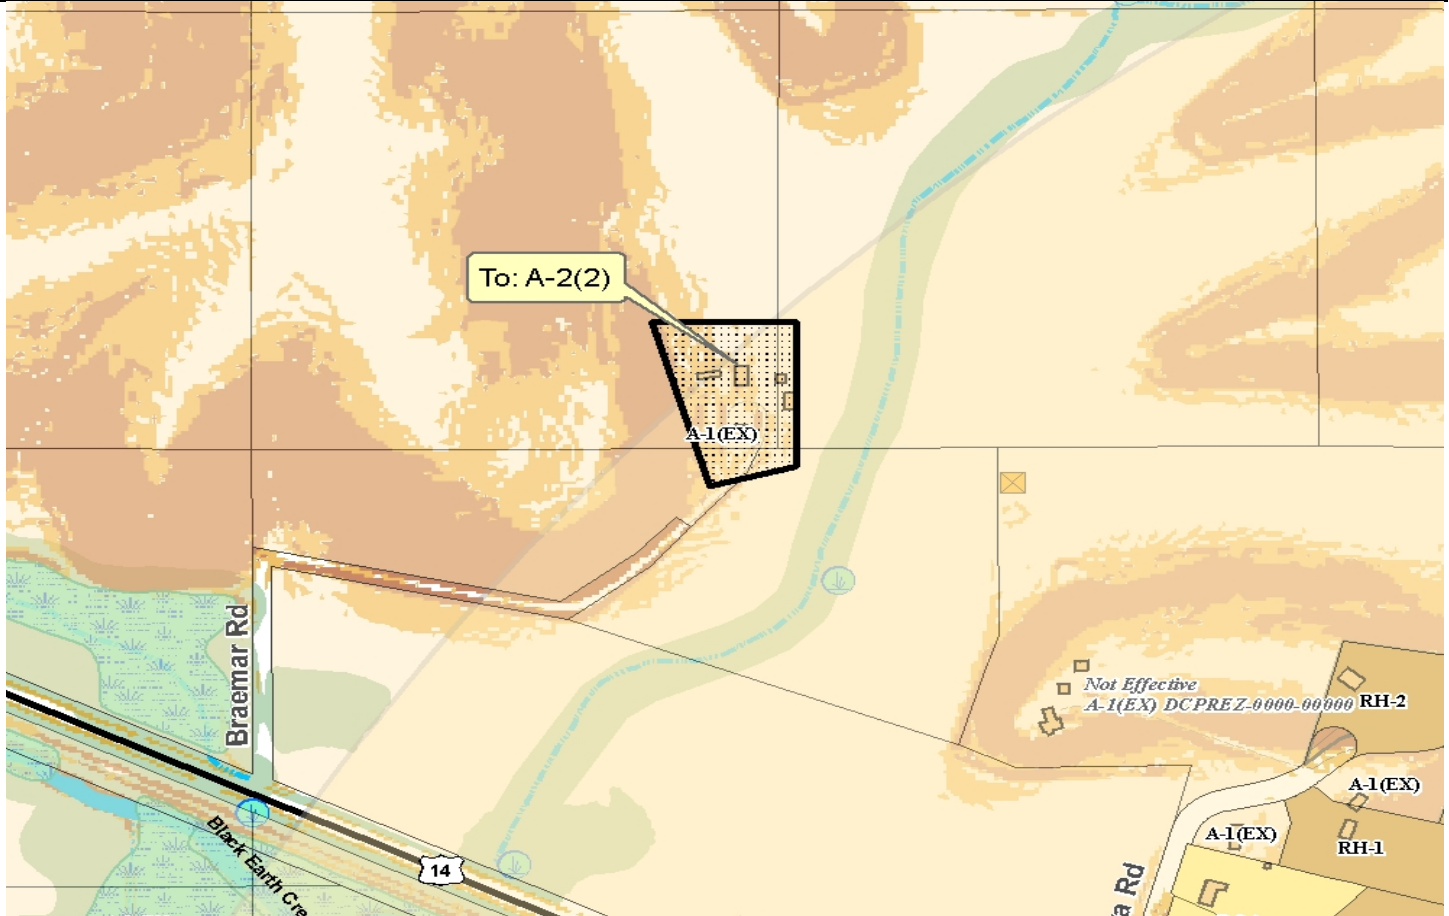 To: A-2(2)
A-1(EX)
Braemar Rd
Not Effective
A-1(EX) DCPREZ-0000-00000
RH-2
A-1(EX)
A-1(EX)
RH-1
14
Black Earth Cre
a Rd